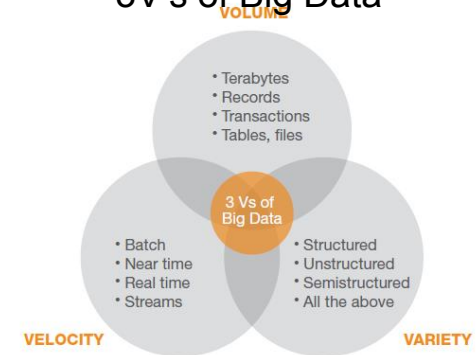 3V's of Big Data
VOLUME
• Terabytes
• Records
• Transactions
• Tables, files
3 Vs of
Big Data
• Batch
• Near time
• Real time
• Streams
• Structured
• Unstructured
• Semistructured
• All the above
VELOCITY
VARIETY